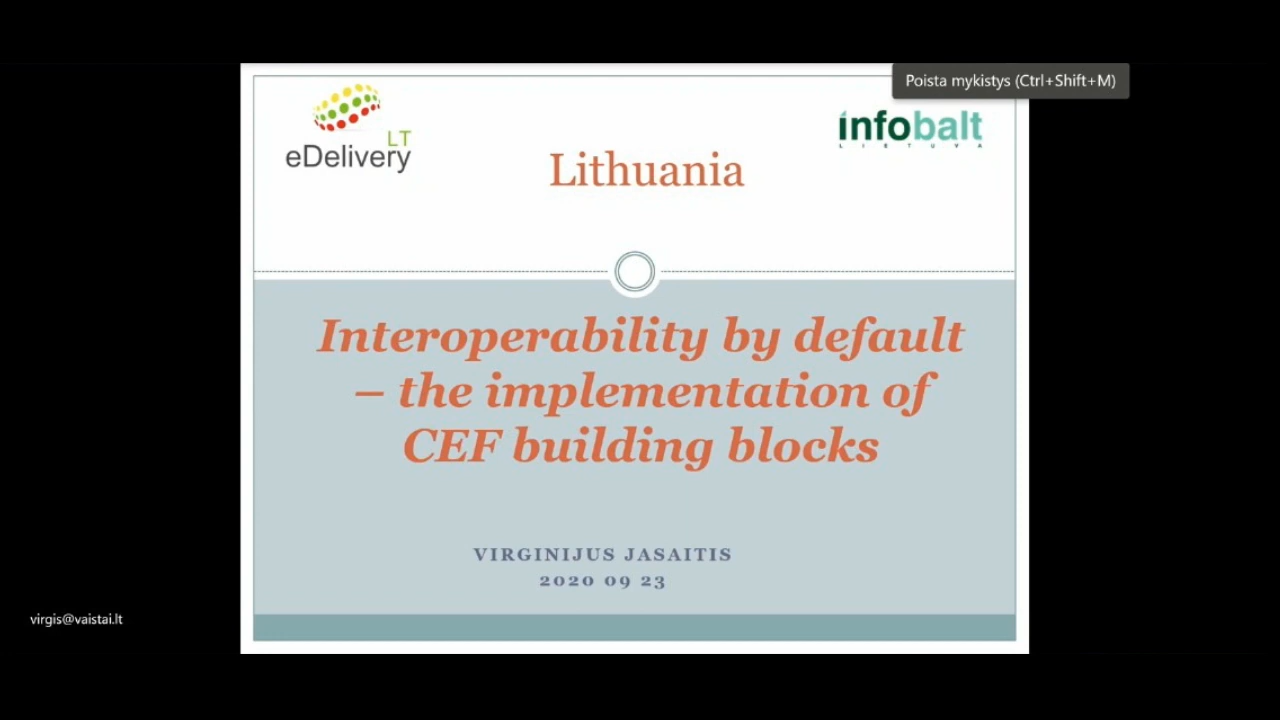 Poista mykistys (Ctrl+Shift+M)
LT
eDelivery
infobalt
LIETUVA
Lithuania
Interoperability by default
– the implementation of
CEF building blocks
VIRGINIJUS JASAITIS
2020 09 23
virgis@vaistai.lt